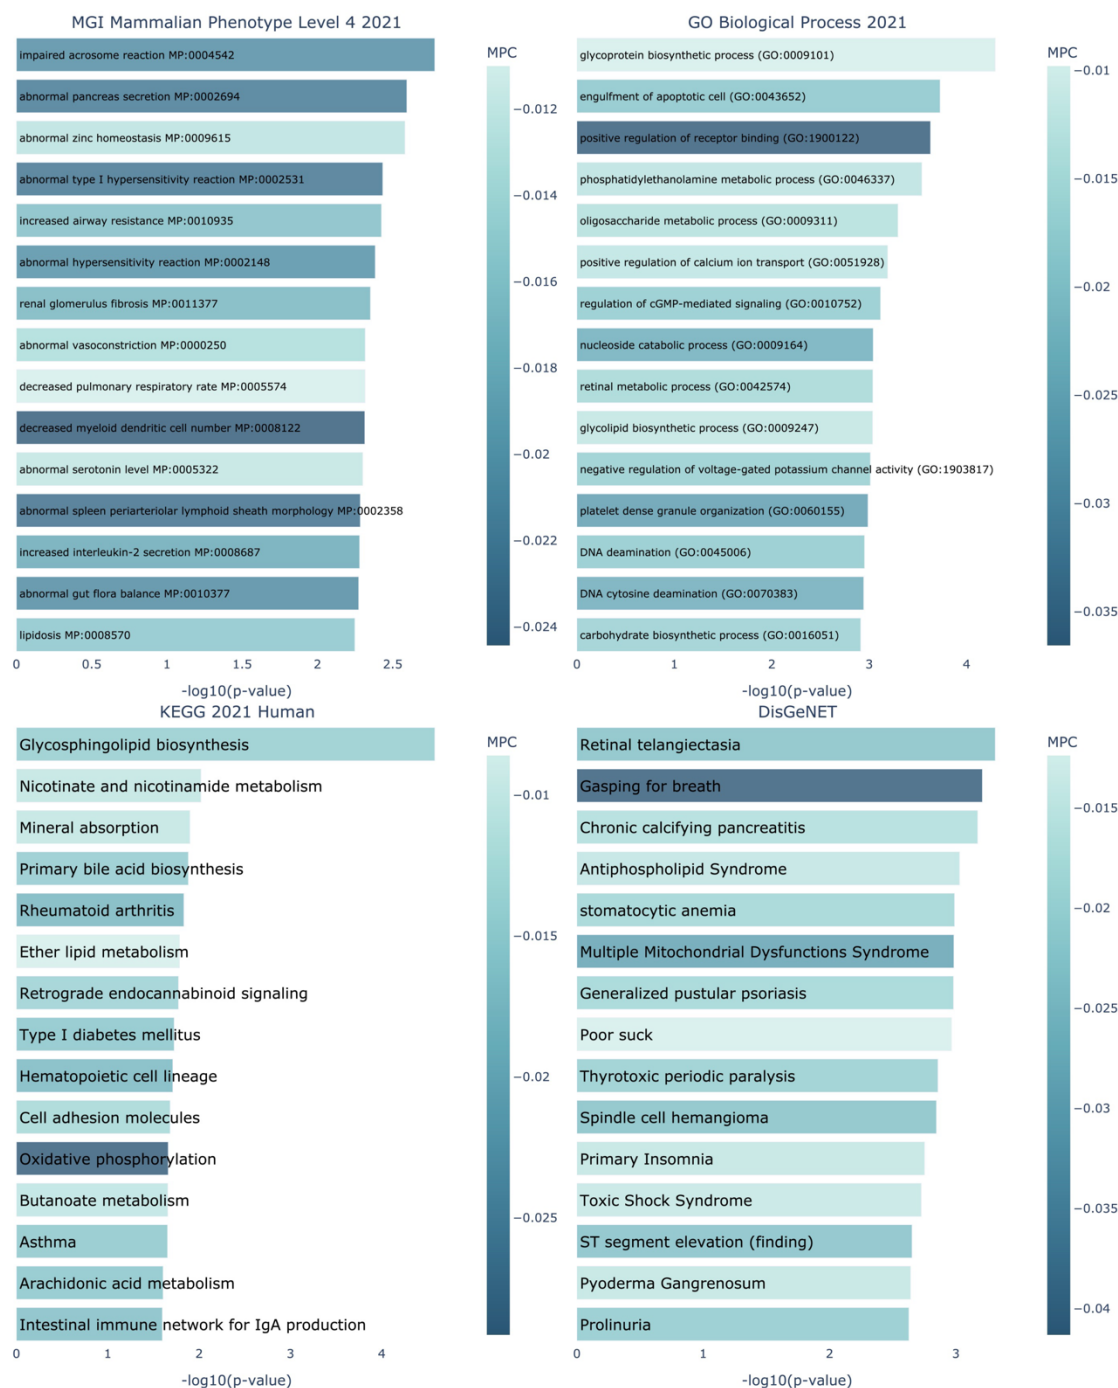 MGI Mammalian Phenotype Level 4 2021
impaired acrosome reaction MP:0004542
abnormal pancreas secretion MP:0002694
abnormal zinc homeostasis MP:0009615
abnormal type I hypersensitivity reaction MP:0002531
increased airway resistance MP:0010935
abnormal hypersensitivity reaction MP:0002148
renal glomerulus fibrosis MP:0011377
abnormal vasoconstriction MP:0000250
decreased pulmonary respiratory rate MP:0005574
decreased myeloid dendritic cell number MP:0008122
abnormal serotonin level MP:0005322
abnormal spleen periarteriolar lymphoid sheath morphology MP:0002358
increased interleukin-2 secretion MP:0008687
abnormal gut flora balance MP:0010377
lipidosis MP:0008570
0 0.5 1 1.5 2 2.5
-log10(p-value)
MPC
−0.012
−0.014
−0.016
−0.018
−0.02
−0.022
−0.024
GO Biological Process 2021
glycoprotein biosynthetic process (GO:0009101)
engulfment of apoptotic cell (GO:0043652)
positive regulation of receptor binding (GO:1900122)
phosphatidylethanolamine metabolic process (GO:0046337)
oligosaccharide metabolic process (GO:0009311)
positive regulation of calcium ion transport (GO:0051928)
regulation of cGMP-mediated signaling (GO:0010752)
nucleoside catabolic process (GO:0009164)
retinal metabolic process (GO:0042574)
glycolipid biosynthetic process (GO:0009247)
negative regulation of voltage-gated potassium channel activity (GO:1903817)
platelet dense granule organization (GO:0060155)
DNA deamination (GO:0045006)
DNA cytosine deamination (GO:0070383)
carbohydrate biosynthetic process (GO:0016051)
0 1 2 3 4
-log10(p-value)
MPC
−0.01
−0.015
−0.02
−0.025
−0.03
−0.035
KEGG 2021 Human
Glycosphingolipid biosynthesis
Nicotinate and nicotinamide metabolism
Mineral absorption
Primary bile acid biosynthesis
Rheumatoid arthritis
Ether lipid metabolism
Retrograde endocannabinoid signaling
Type I diabetes mellitus
Hematopoietic cell lineage
Cell adhesion molecules
Oxidative phosphorylation
Butanoate metabolism
Asthma
Arachidonic acid metabolism
Intestinal immune network for IgA production
0 1 2 3 4
-log10(p-value)
MPC
−0.01
−0.015
−0.02
−0.025
DisGeNET
Retinal telangiectasia
Gasping for breath
Chronic calcifying pancreatitis
Antiphospholipid Syndrome
stomatocytic anemia
Multiple Mitochondrial Dysfunctions Syndrome
Generalized pustular psoriasis
Poor suck
Thyrotoxic periodic paralysis
Spindle cell hemangioma
Primary Insomnia
Toxic Shock Syndrome
ST segment elevation (finding)
Pyoderma Gangrenosum
Prolinuria
0 1 2 3
-log10(p-value)
MPC
−0.015
−0.02
−0.025
−0.03
−0.035
−0.04